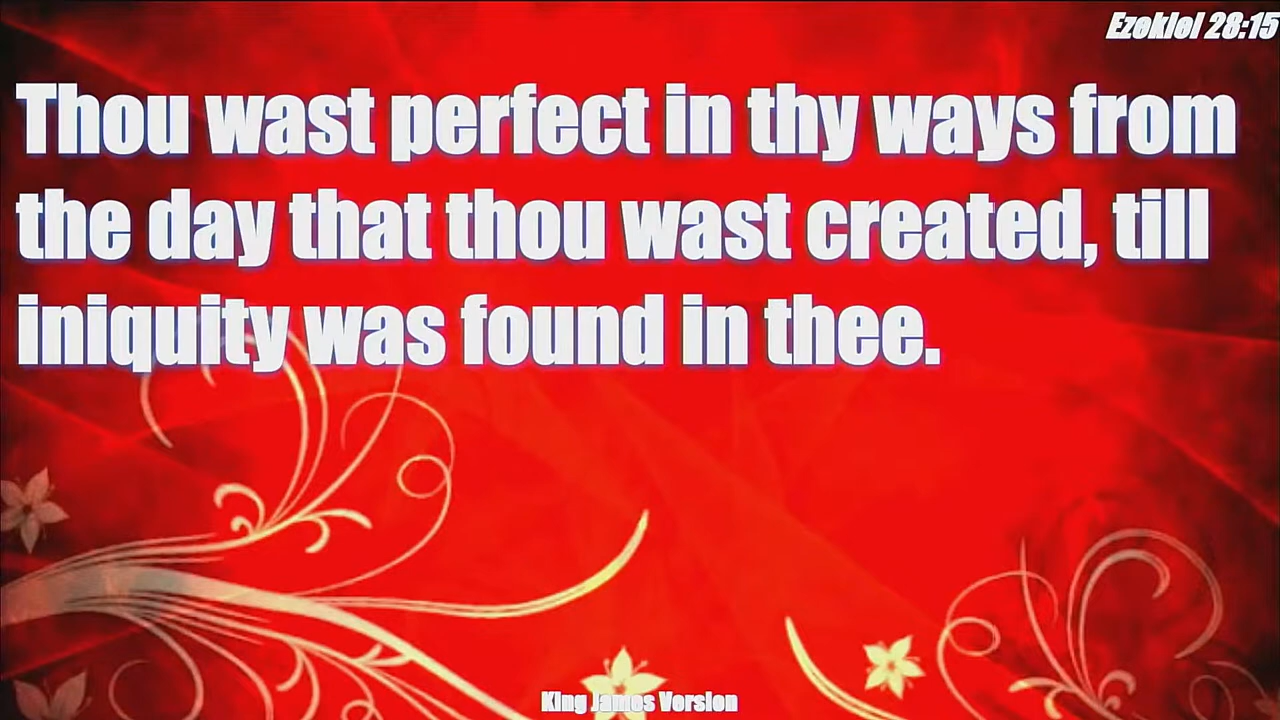 Ezekiel 28:15
Thou wast perfect in thy ways from
the day that thou wast created, till
iniquity was found in thee.
King James Version